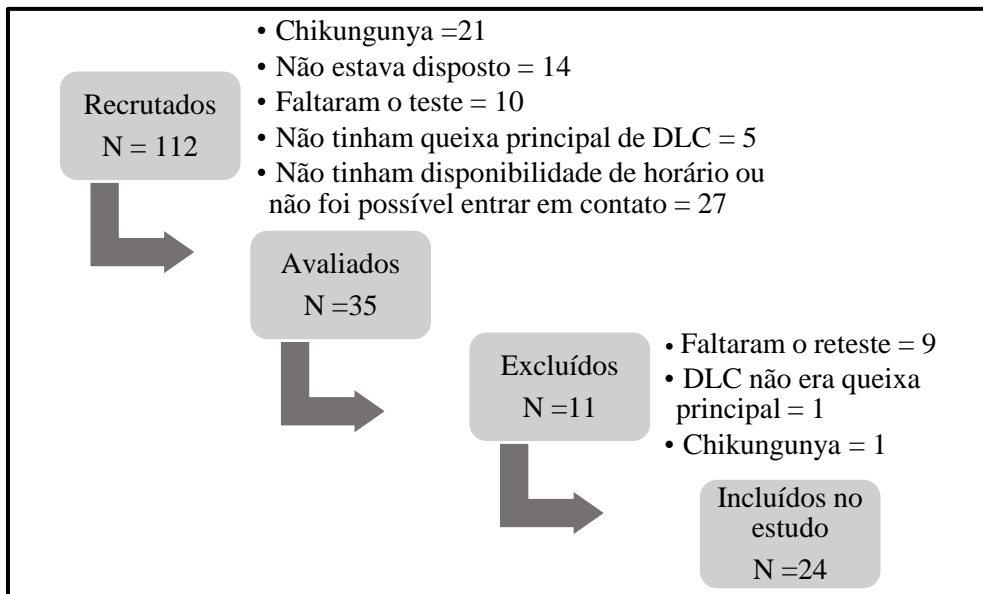 • Chikungunya =21
• Não estava disposto = 14
• Faltaram o teste = 10
• Não tinham queixa principal de DLC = 5
• Não tinham disponibilidade de horário ou
não foi possível entrar em contato = 27
Recrutados
N = 112
Avaliados
N =35
Excluídos
N =11
• Faltaram o reteste = 9
• DLC não era queixa
principal = 1
• Chikungunya = 1
Incluídos no
estudo
N =24